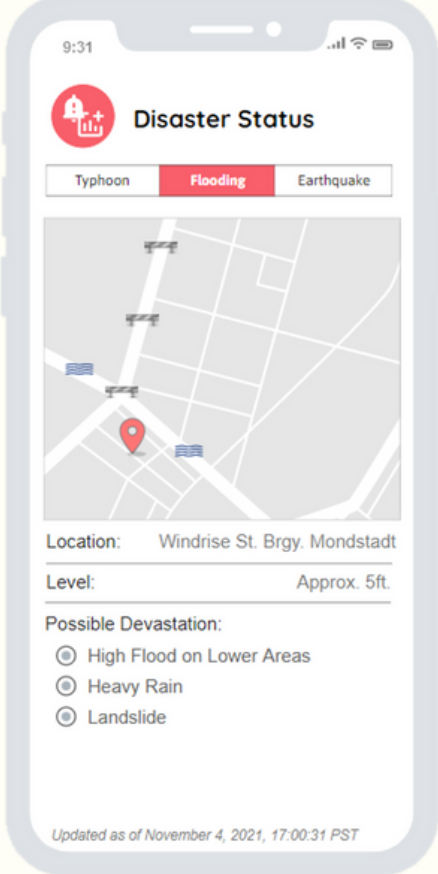 9:31
Disaster Status
Typhoon Flooding Earthquake
Location: Windrise St. Brgy. Mondstadt
Level: Approx. 5ft.
Possible Devastation:
High Flood on Lower Areas
Heavy Rain
Landslide
Updated as of November 4, 2021, 17:00:31 PST